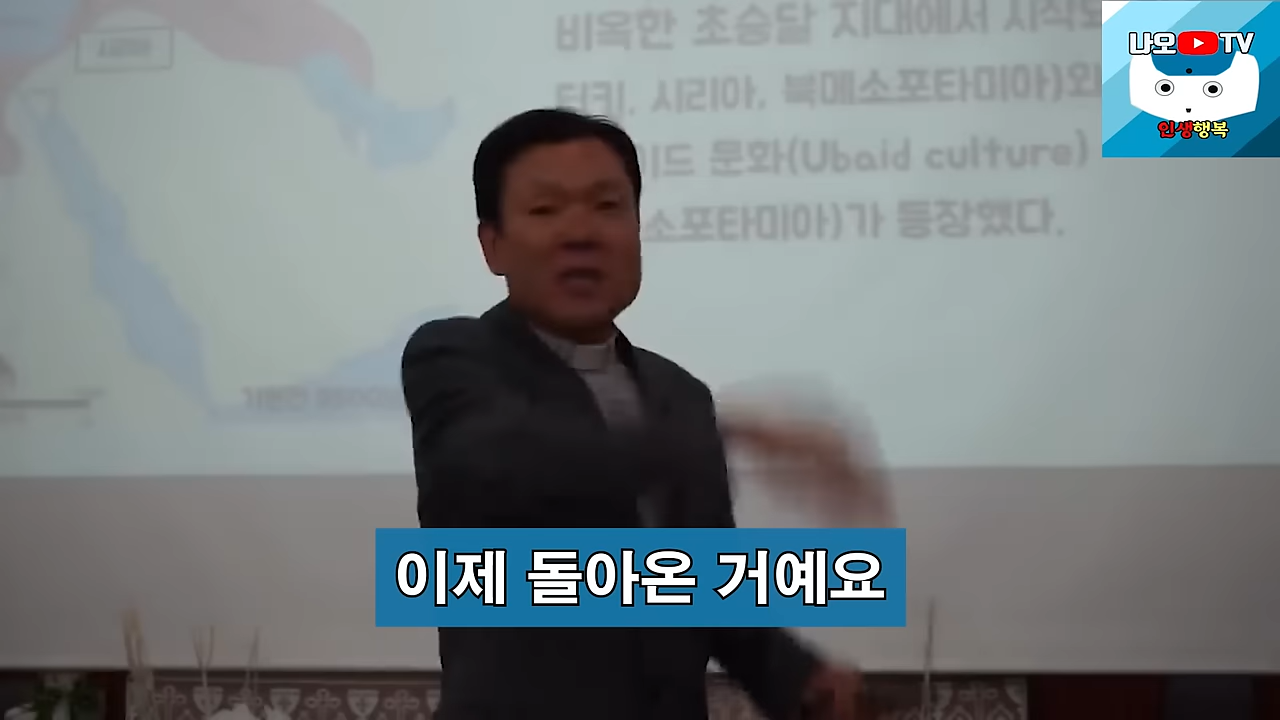 비옥한 초승달 지대에서 시작되
터키, 시리아, 북메소포타미아)와
이드 문화(Ubaid culture)
소포타미아)가 등장했다.
나오 TV
인생행복
이제 돌아온 거예요